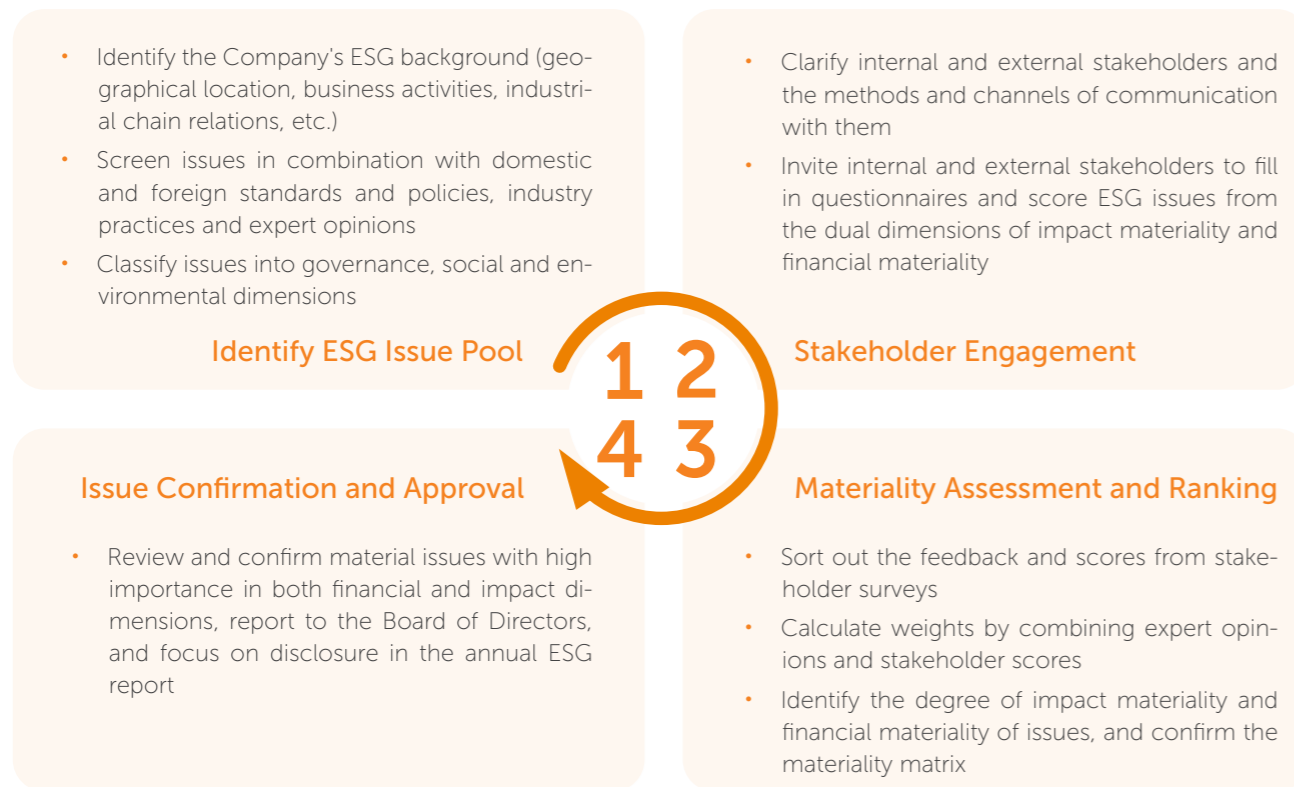 • Identify the Company's ESG background (geo-
graphical location, business activities, industri-
al chain relations, etc.)
• Screen issues in combination with domestic
and foreign standards and policies, industry
practices and expert opinions
• Classify issues into governance, social and en-
vironmental dimensions
Identify ESG Issue Pool
• Clarify internal and external stakeholders and
the methods and channels of communication
with them
• Invite internal and external stakeholders to fill
in questionnaires and score ESG issues from
the dual dimensions of impact materiality and
financial materiality
Stakeholder Engagement
1 2
4 3
Issue Confirmation and Approval
• Review and confirm material issues with high
importance in both financial and impact di-
mensions, report to the Board of Directors,
and focus on disclosure in the annual ESG
report
Materiality Assessment and Ranking
• Sort out the feedback and scores from stake-
holder surveys
• Calculate weights by combining expert opin-
ions and stakeholder scores
• Identify the degree of impact materiality and
financial materiality of issues, and confirm the
materiality matrix